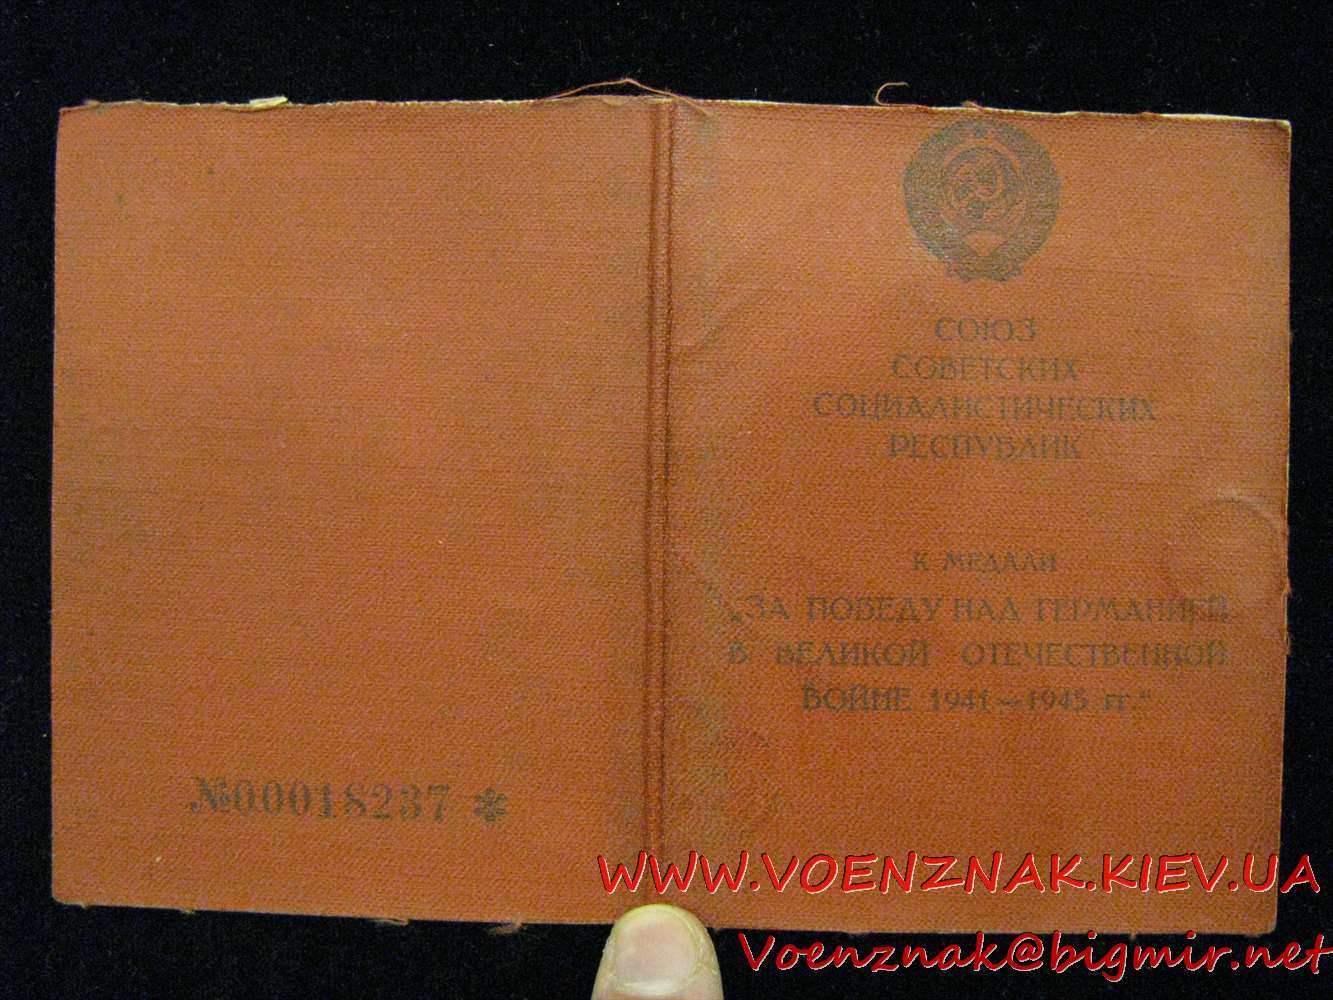 СОЮЗ
СОВЕТСКИХ
СОЦИАЛИСТИЧЕСКИХ
РЕСПУБЛИК
К МЕДАЛИ
„ЗА ПОБЕДУ НАД ГЕРМАНИЕЙ
В ВЕЛИКОЙ ОТЕЧЕСТВЕННОЙ
ВОЙНЕ 1941—1945 гг.“
№00018237 *
WWW.VOENZNAK.KIEV.UA
Voenznak@bigmir.net